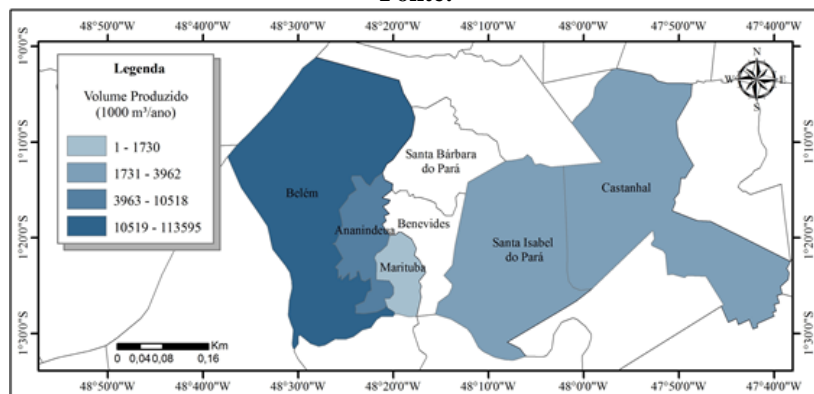 48°50'0"W 48°40'0"W 48°30'0"W 48°20'0"W 48°10'0"W 48°0'0"W 47°50'0"W 47°40'0"W
1°0'0"S 1°0'0"S
Legenda
Volume Produzido
(1000 m³/ano)
1 - 1730
1731 - 3962
3963 - 10518
10519 - 113595
N
W E
S
1°10'0"S 1°10'0"S
Santa Bárbara
do Pará
Belém
Castanhal
Ananindeua
Benevides
1°20'0"S 1°20'0"S
Santa Isabel
do Pará
Marituba
1°30'0"S 1°30'0"S
Km
0 0,04 0,08 0,16
48°50'0"W 48°40'0"W 48°30'0"W 48°20'0"W 48°10'0"W 48°0'0"W 47°50'0"W 47°40'0"W